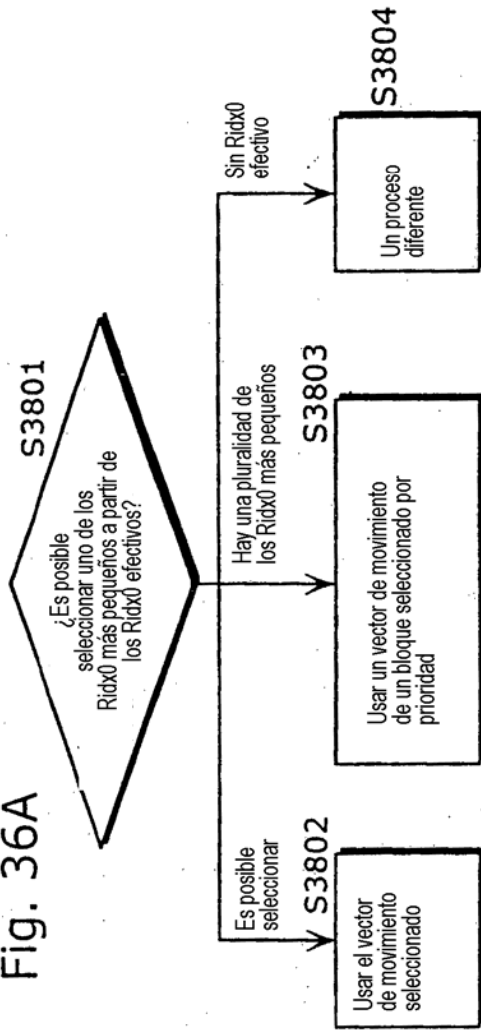 Fig. 36A
S3801
¿Es posible
seleccionar uno de los
Ridx0 más pequeños a partir de
los Ridx0 efectivos?
Es posible
seleccionar
Hay una pluralidad de
los Ridx0 más pequeños
Sin Ridx0
efectivo
S3802
Usar el vector
de movimiento
seleccionado
S3803
Usar un vector de movimiento
de un bloque seleccionado por
prioridad
S3804
Un proceso
diferente